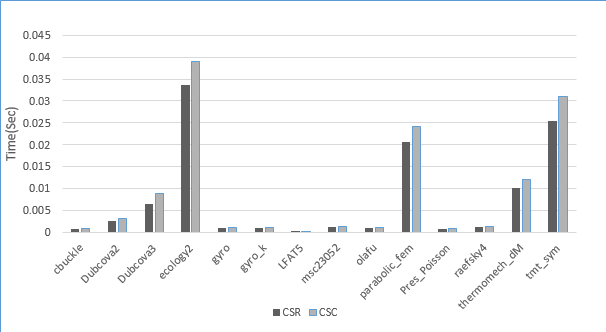 0.045
0.04
0.035
0.03
0.025
0.02
0.015
0.01
0.005
0
Time(Sec)
cbuckle
Dubcova2
Dubcova3
ecology2
gyro
gyro_k
LFAT5
msc23052
olafu
parabolic_fem
Pres_Poisson
raefsky4
thermomech_dM
tmt_sym
CSR CSC